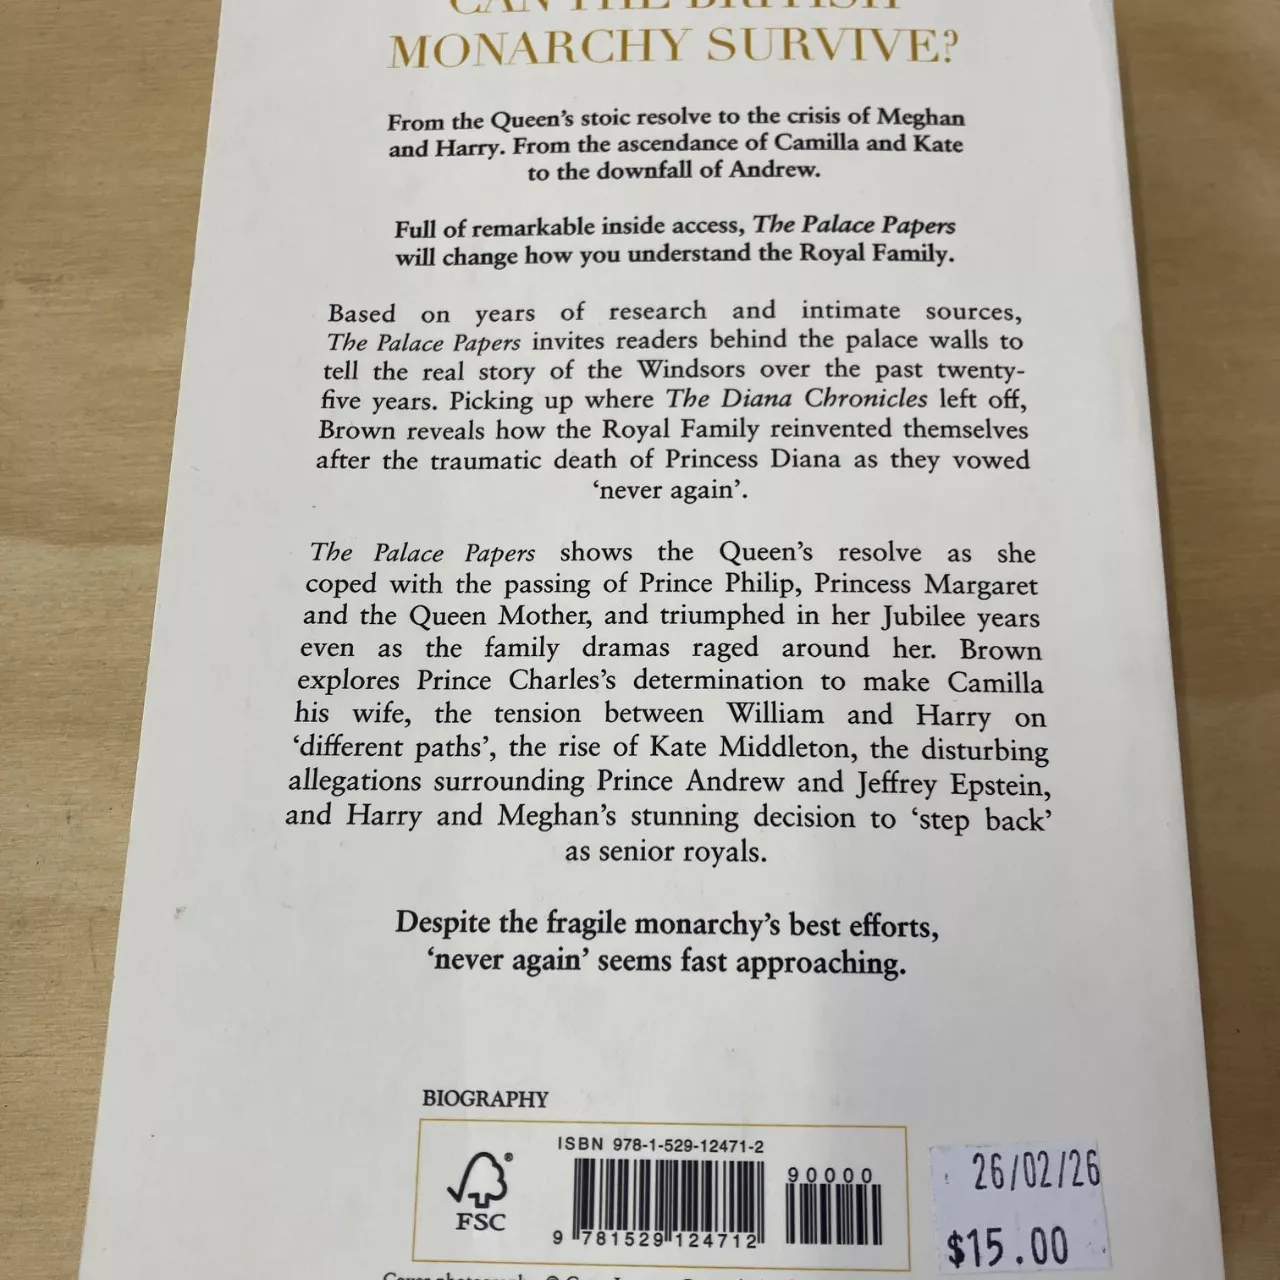 CAN THE BRITISH
MONARCHY SURVIVE?
From the Queen's stoic resolve to the crisis of Meghan
and Harry. From the ascendance of Camilla and Kate
to the downfall of Andrew.
Full of remarkable inside access, The Palace Papers
will change how you understand the Royal Family.
Based on years of research and intimate sources,
The Palace Papers invites readers behind the palace walls to
tell the real story of the Windsors over the past twenty-
five years. Picking up where The Diana Chronicles left off,
Brown reveals how the Royal Family reinvented themselves
after the traumatic death of Princess Diana as they vowed
‘never again’.
The Palace Papers shows the Queen's resolve as she
coped with the passing of Prince Philip, Princess Margaret
and the Queen Mother, and triumphed in her Jubilee years
even as the family dramas raged around her. Brown
explores Prince Charles's determination to make Camilla
his wife, the tension between William and Harry on
‘different paths’, the rise of Kate Middleton, the disturbing
allegations surrounding Prince Andrew and Jeffrey Epstein,
and Harry and Meghan's stunning decision to ‘step back’
as senior royals.
Despite the fragile monarchy's best efforts,
‘never again’ seems fast approaching.
BIOGRAPHY
ISBN 978-1-529-12471-2
90000
FSC
9 781529 124712
26/02/26
$15.00
Cover photography ©